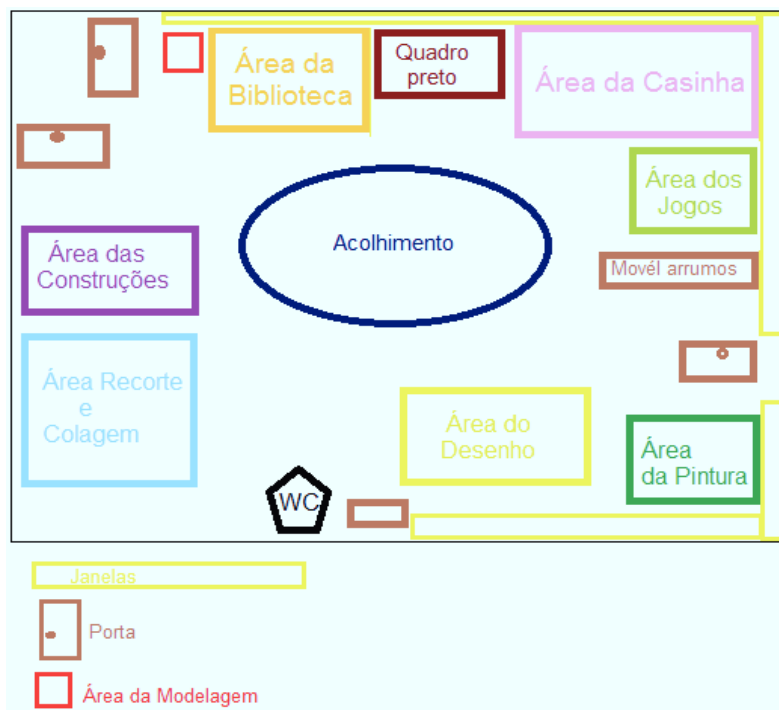 Área da
Biblioteca
Quadro
preto
Área da Casinha
Área dos
Jogos
Acolhimento
Movél arrumos
Área das
Construções
Área Recorte
e
Colagem
Área do
Desenho
Área
da Pintura
WC
Janelas
Porta
Área da Modelagem